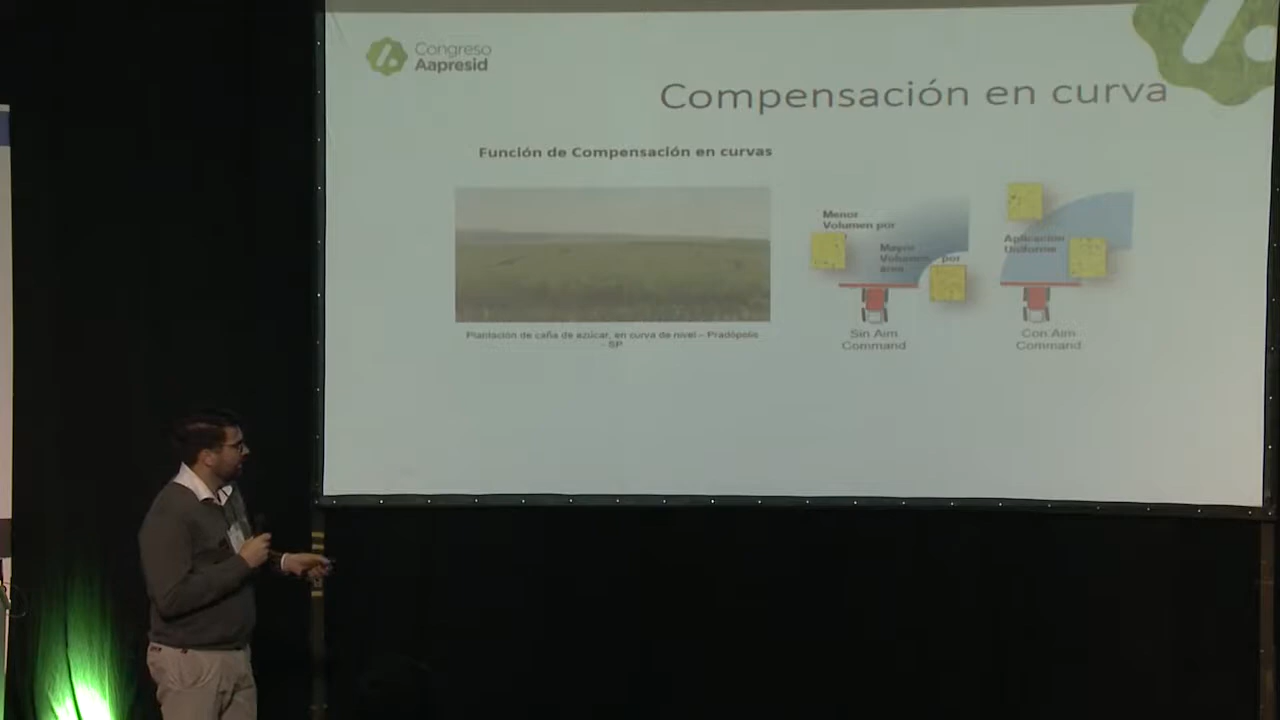 Congreso
Aapresid
Compensación en curva
Función de Compensación en curvas
Menor
Volumen por
Mayor
Volumen por
área
Aplicación
Uniforme
Plantación de caña de azúcar, en curva de nivel – Pradópolis
- SP
Sin Aim
Command
Con Aim
Command